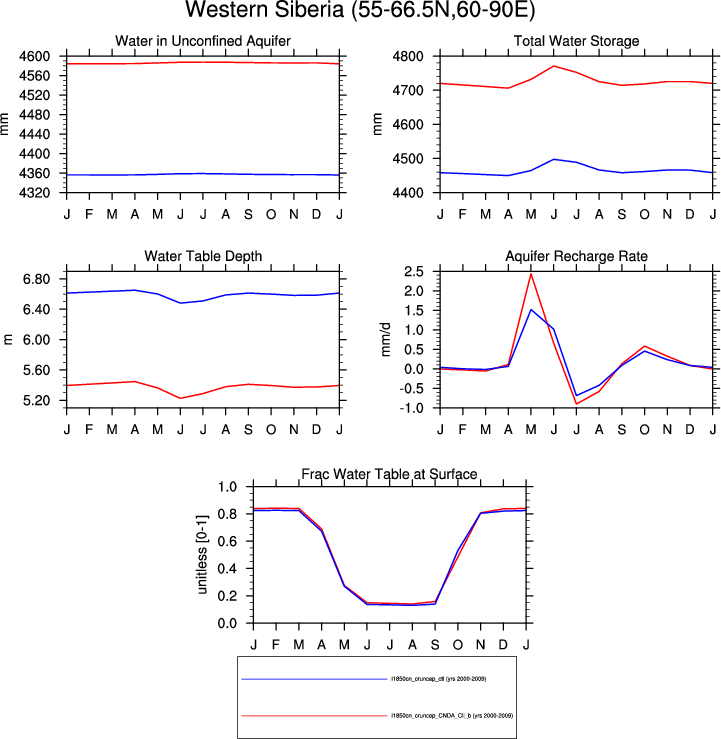 Western Siberia (55-66.5N,60-90E)
Water in Unconfined Aquifer
mm
4600
4560
4520
4480
4440
4400
4360
4320
J F M A M J J A S O N D J
Total Water Storage
mm
4800
4700
4600
4500
4400
J F M A M J J A S O N D J
Water Table Depth
m
6.80
6.40
6.00
5.60
5.20
J F M A M J J A S O N D J
Aquifer Recharge Rate
mm/d
2.5
2.0
1.5
1.0
0.5
0.0
-0.5
-1.0
J F M A M J J A S O N D J
Frac Water Table at Surface
unitless [0-1]
1.0
0.8
0.6
0.4
0.2
0.0
J F M A M J J A S O N D J
i1850cn_cruncep_ctl (yrs 2000-2009)
i1850cn_cruncep_CNDA_Cli_b (yrs 2000-2009)